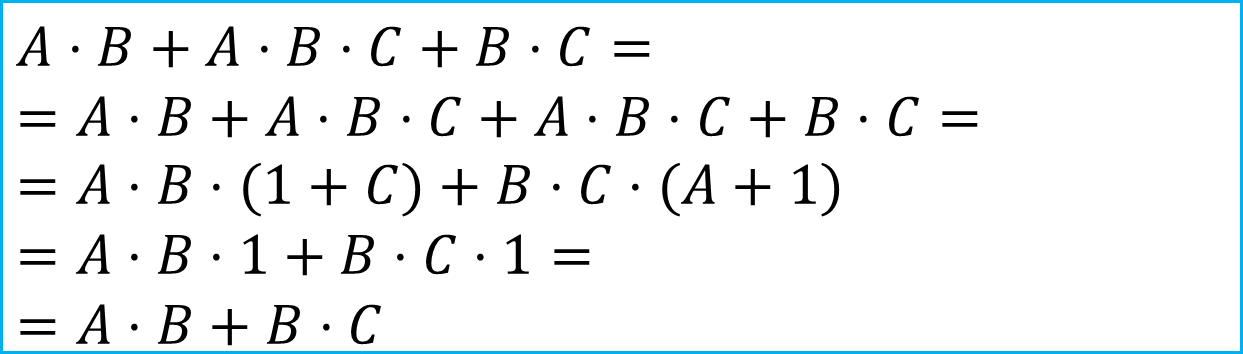 A · B + A · B · C + B · C =
= A · B + A · B · C + A · B · C + B · C =
= A · B · (1 + C) + B · C · (A + 1)
= A · B · 1 + B · C · 1 =
= A · B + B · C